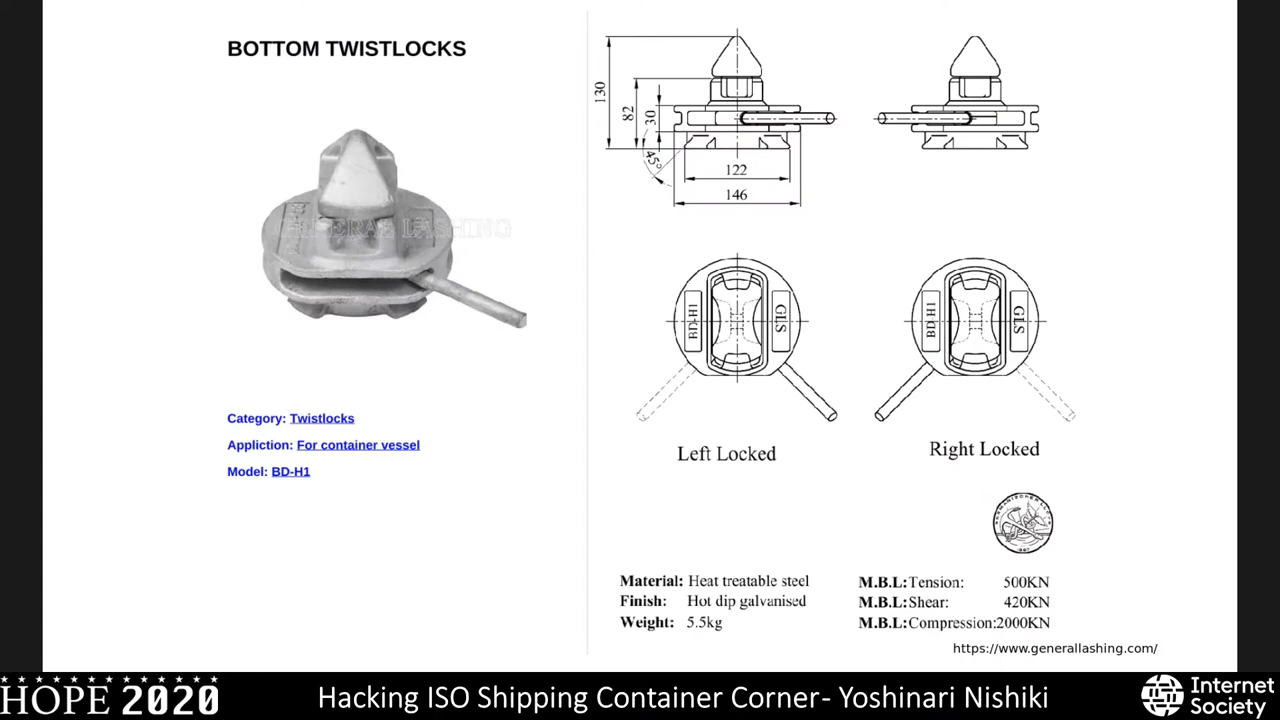 BOTTOM TWISTLOCKS
GENERAL LASHING
Category: Twistlocks
Appliction: For container vessel
Model: BD-H1
130
82
30
45°
122
146
BD-H1
GLS
BD-H1
GLS
Left Locked
Right Locked
Material: Heat treatable steel
Finish: Hot dip galvanised
Weight: 5.5kg
M.B.L:Tension: 500KN
M.B.L:Shear: 420KN
M.B.L:Compression:2000KN
https://www.generallashing.com/
HOPE 2020
Hacking ISO Shipping Container Corner- Yoshinari Nishiki
Internet
Society